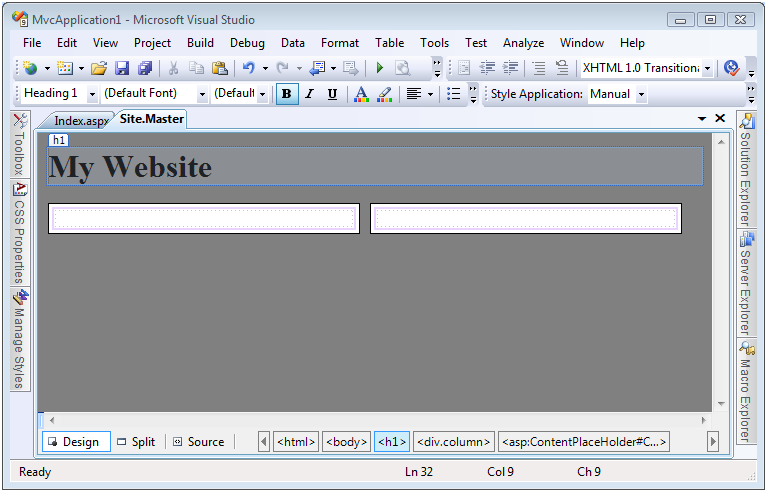 MvcApplication1 - Microsoft Visual Studio
File Edit View Project Build Debug Data Format Table Tools Test Analyze Window Help
XHTML 1.0 Transition
Heading 1 (Default Font) (Default B I U A Style Application: Manual
Index.aspx Site.Master
h1
My Website
Toolbox
CSS Properties
Manage Styles
Solution Explorer
Server Explorer
Macro Explorer
Design Split Source <html> <body> <h1> <div.column> <asp:ContentPlaceHolder#C...>
Ready Ln 32 Col 9 Ch 9